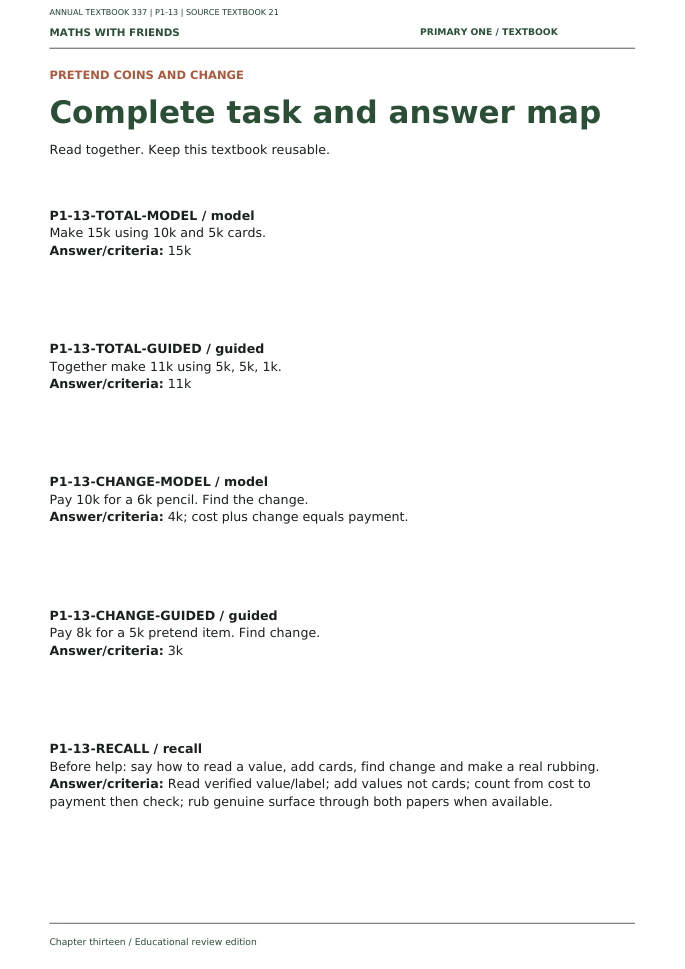 ANNUAL TEXTBOOK 337 | P1-13 | SOURCE TEXTBOOK 21
MATHS WITH FRIENDS
PRIMARY ONE / TEXTBOOK
PRETEND COINS AND CHANGE
Complete task and answer map
Read together. Keep this textbook reusable.
P1-13-TOTAL-MODEL / model
Make 15k using 10k and 5k cards.
Answer/criteria: 15k
P1-13-TOTAL-GUIDED / guided
Together make 11k using 5k, 5k, 1k.
Answer/criteria: 11k
P1-13-CHANGE-MODEL / model
Pay 10k for a 6k pencil. Find the change.
Answer/criteria: 4k; cost plus change equals payment.
P1-13-CHANGE-GUIDED / guided
Pay 8k for a 5k pretend item. Find change.
Answer/criteria: 3k
P1-13-RECALL / recall
Before help: say how to read a value, add cards, find change and make a real rubbing.
Answer/criteria: Read verified value/label; add values not cards; count from cost to
payment then check; rub genuine surface through both papers when available.
Chapter thirteen / Educational review edition